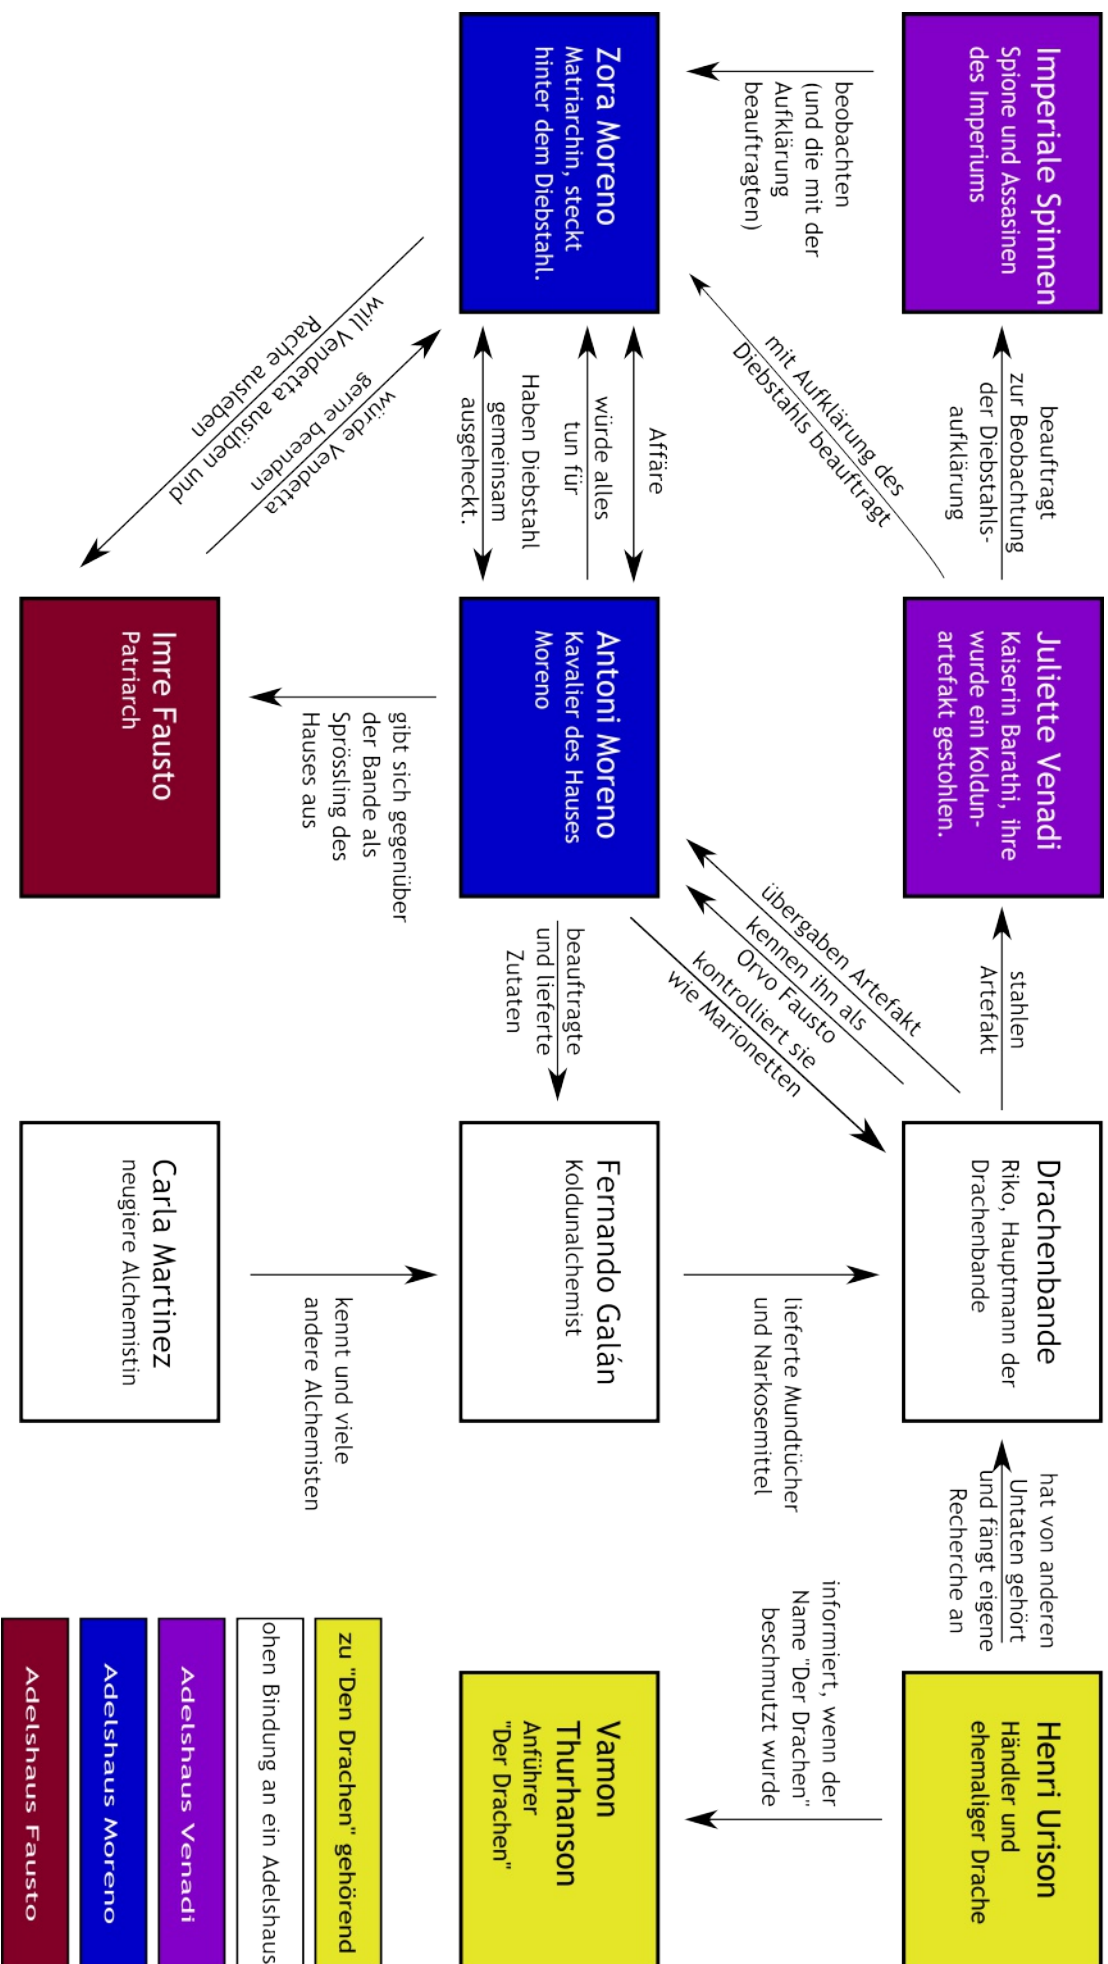 Imperiale Spinnen
Spione und Assasinen
des Imperiums
beauftragt
zur Beobachtung
der Diebstahls-
aufklärung
Juliette Venadi
Kaiserin Barathi, ihre
wurde ein Koldun-
artefakt gestohlen.
stahlen
Artefakt
Drachenbande
Riko, Hauptmann der
Drachenbande
hat von anderen
Untaten gehört
und fängt eigene
Recherche an
Henri Urison
Händler und
ehemaliger Drache
beobachten
(und die mit der
Aufklärung
beauftragten)
mit Aufklärung des
Diebstahls beauftragt
übergaben Artefakt
kennen ihn als
Orvo Fausto
kontrolliert sie
wie Marionetten
lieferte Mundtücher
und Narkosemittel
informiert, wenn der
Name "Der Drachen"
beschmutzt wurde
Zora Moreno
Matriarchin, steckt
hinter dem Diebstahl.
Affäre
würde alles
tun für
Haben Diebstahl
gemeinsam
ausgeheckt.
Antoni Moreno
Kavalier des Hauses
Moreno
beauftragte
und lieferte
Zutaten
Fernando Galán
Koldunalchemist
Vamon
Thurhanson
Anführer
"Der Drachen"
würde Vendetta
gerne beenden
will Vendetta ausüben und
Rache ausleben
gibt sich gegenüber
der Bande als
Sprössling des
Hauses aus
kennt und viele
andere Alchemisten
Imre Fausto
Patriarch
Carla Martinez
neugiere Alchemistin
zu "Den Drachen" gehörend
ohen Bindung an ein Adelshaus
Adelshaus Venadi
Adelshaus Moreno
Adelshaus Fausto